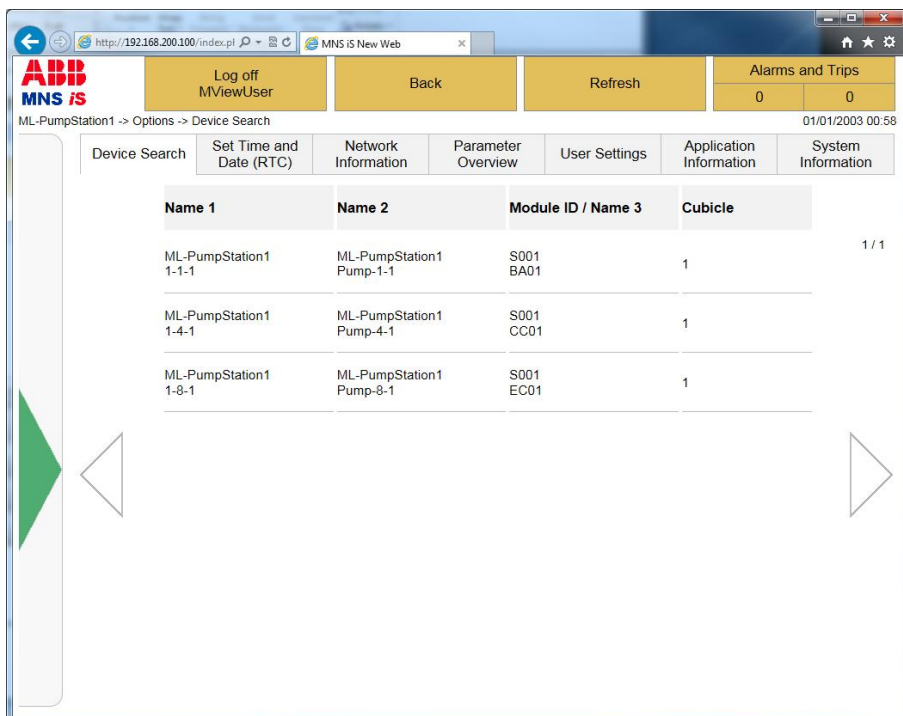 http://192.168.200.100/index.pl
MNS iS New Web
ABB
MNS iS
Log off
MViewUser
Back
Refresh
Alarms and Trips
0 0
ML-PumpStation1 -> Options -> Device Search
01/01/2003 00:58
Device Search
Set Time and
Date (RTC)
Network
Information
Parameter
Overview
User Settings
Application
Information
System
Information
Name 1 Name 2 Module ID / Name 3 Cubicle
1 / 1
ML-PumpStation1 ML-PumpStation1 S001
1-1-1 Pump-1-1 BA01 1
ML-PumpStation1 ML-PumpStation1 S001
1-4-1 Pump-4-1 CC01 1
ML-PumpStation1 ML-PumpStation1 S001
1-8-1 Pump-8-1 EC01 1